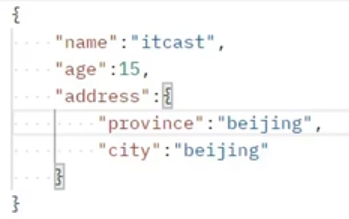 {
    "name":"itcast",
    "age":15,
    "address":{
        "province":"beijing",
        "city":"beijing"
    }
}